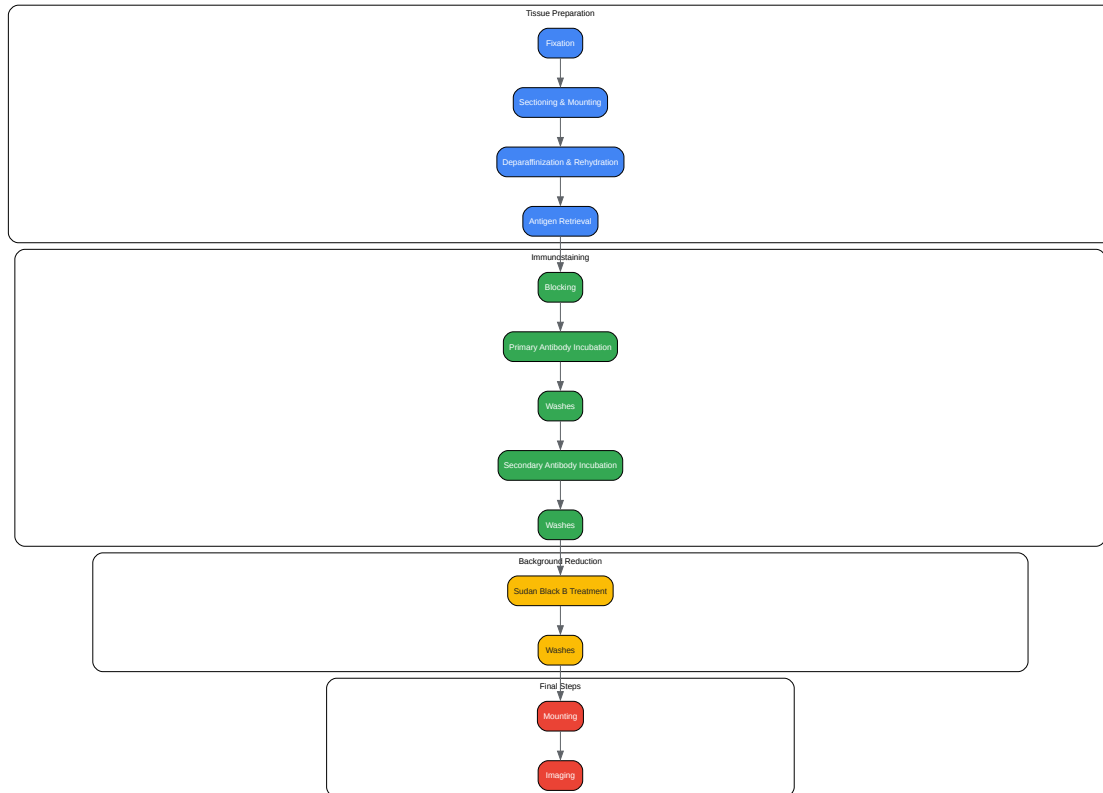 Tissue Preparation
Fixation
Sectioning & Mounting
Deparaffinization & Rehydration
Antigen Retrieval
Immunostaining
Blocking
Primary Antibody Incubation
Washes
Secondary Antibody Incubation
Washes
Background Reduction
Sudan Black B Treatment
Washes
Final Steps
Mounting
Imaging